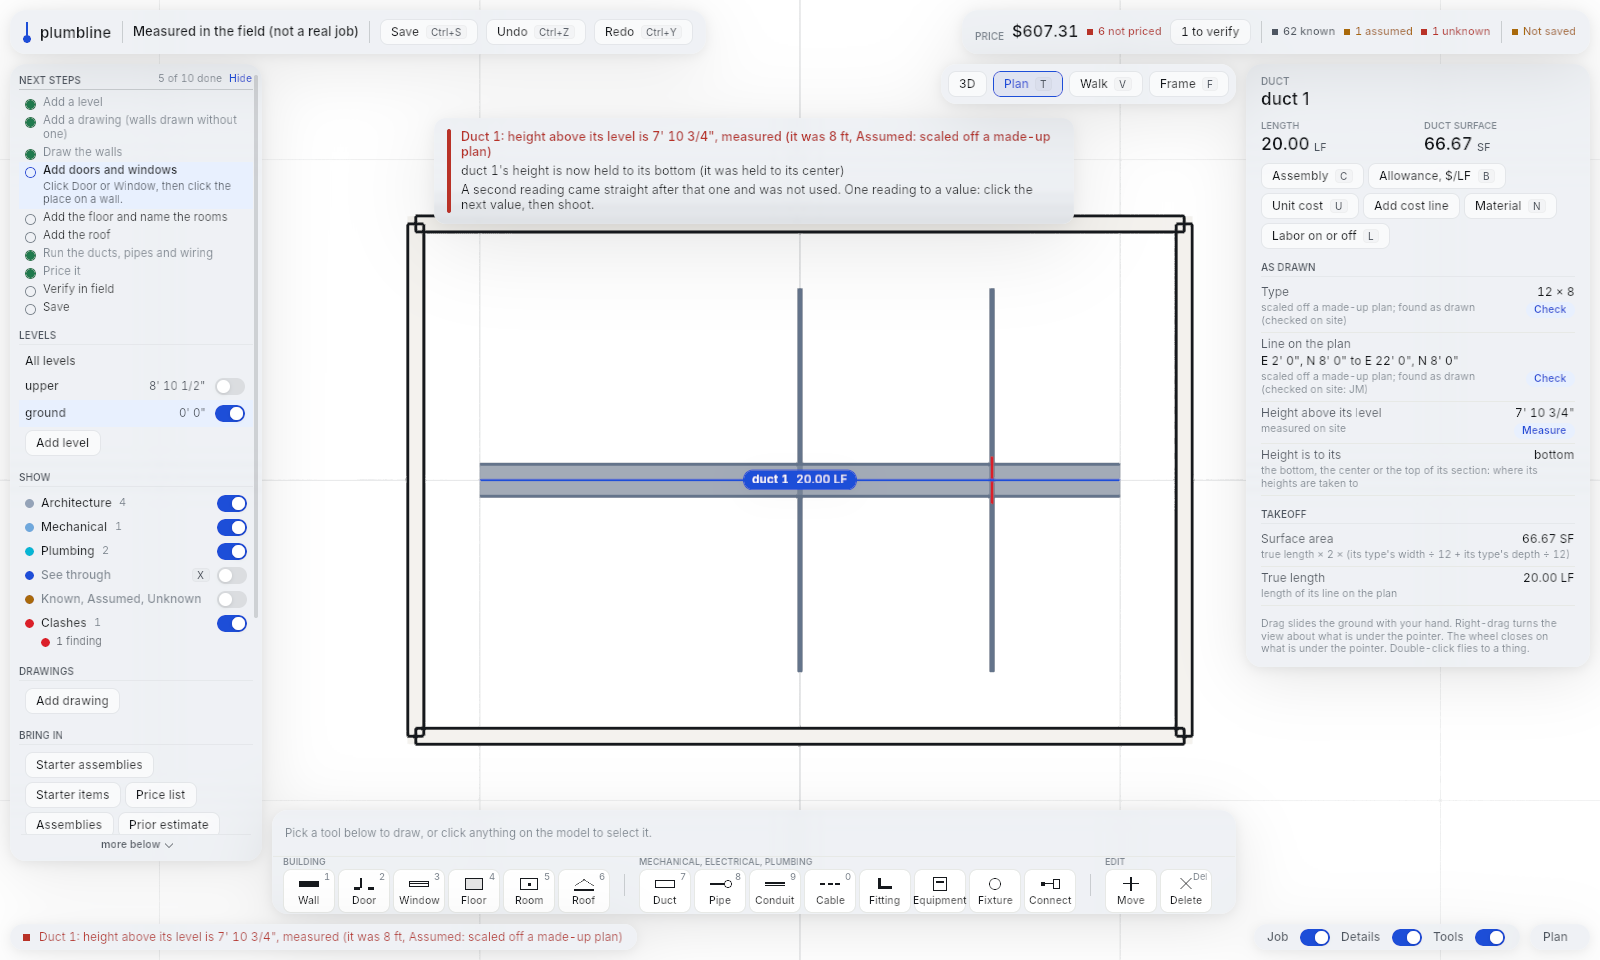 plumbline
Measured in the field (not a real job)
Save Ctrl+S
Undo Ctrl+Z
Redo Ctrl+Y
PRICE $607.31
6 not priced
1 to verify
62 known
1 assumed
1 unknown
Not saved
3D
Plan T
Walk V
Frame F
NEXT STEPS 5 of 10 done Hide
Add a level
Add a drawing (walls drawn without
one)
Draw the walls
Add doors and windows
Click Door or Window, then click the
place on a wall.
Add the floor and name the rooms
Add the roof
Run the ducts, pipes and wiring
Price it
Verify in field
Save
LEVELS
All levels
upper 8' 10 1/2"
ground 0' 0"
Add level
SHOW
Architecture 4
Mechanical 1
Plumbing 2
See through X
Known, Assumed, Unknown
Clashes 1
1 finding
DRAWINGS
Add drawing
BRING IN
Starter assemblies
Starter items
Price list
Assemblies
Prior estimate
more below
Duct 1: height above its level is 7' 10 3/4", measured (it was 8 ft, Assumed: scaled off a made-up
plan)
duct 1's height is now held to its bottom (it was held to its center)
A second reading came straight after that one and was not used. One reading to a value: click the
next value, then shoot.
duct 1 20.00 LF
DUCT
duct 1
LENGTH
20.00 LF
DUCT SURFACE
66.67 SF
Assembly C
Allowance, $/LF B
Unit cost U
Add cost line
Material N
Labor on or off L
AS DRAWN
Type 12 × 8
scaled off a made-up plan; found as drawn
(checked on site)
Check
Line on the plan
E 2' 0", N 8' 0" to E 22' 0", N 8' 0"
scaled off a made-up plan; found as drawn
(checked on site: JM)
Check
Height above its level 7' 10 3/4"
measured on site Measure
Height is to its bottom
the bottom, the center or the top of its section: where its
heights are taken to
TAKEOFF
Surface area 66.67 SF
true length × 2 × (its type's width ÷ 12 + its type's depth ÷ 12)
True length 20.00 LF
length of its line on the plan
Drag slides the ground with your hand. Right-drag turns the
view about what is under the pointer. The wheel closes on
what is under the pointer. Double-click flies to a thing.
Pick a tool below to draw, or click anything on the model to select it.
BUILDING
1 Wall
2 Door
3 Window
4 Floor
5 Room
6 Roof
MECHANICAL, ELECTRICAL, PLUMBING
7 Duct
8 Pipe
9 Conduit
0 Cable
Fitting
Equipment
Fixture
Connect
EDIT
Move
Del Delete
Duct 1: height above its level is 7' 10 3/4", measured (it was 8 ft, Assumed: scaled off a made-up plan)
Job
Details
Tools
Plan